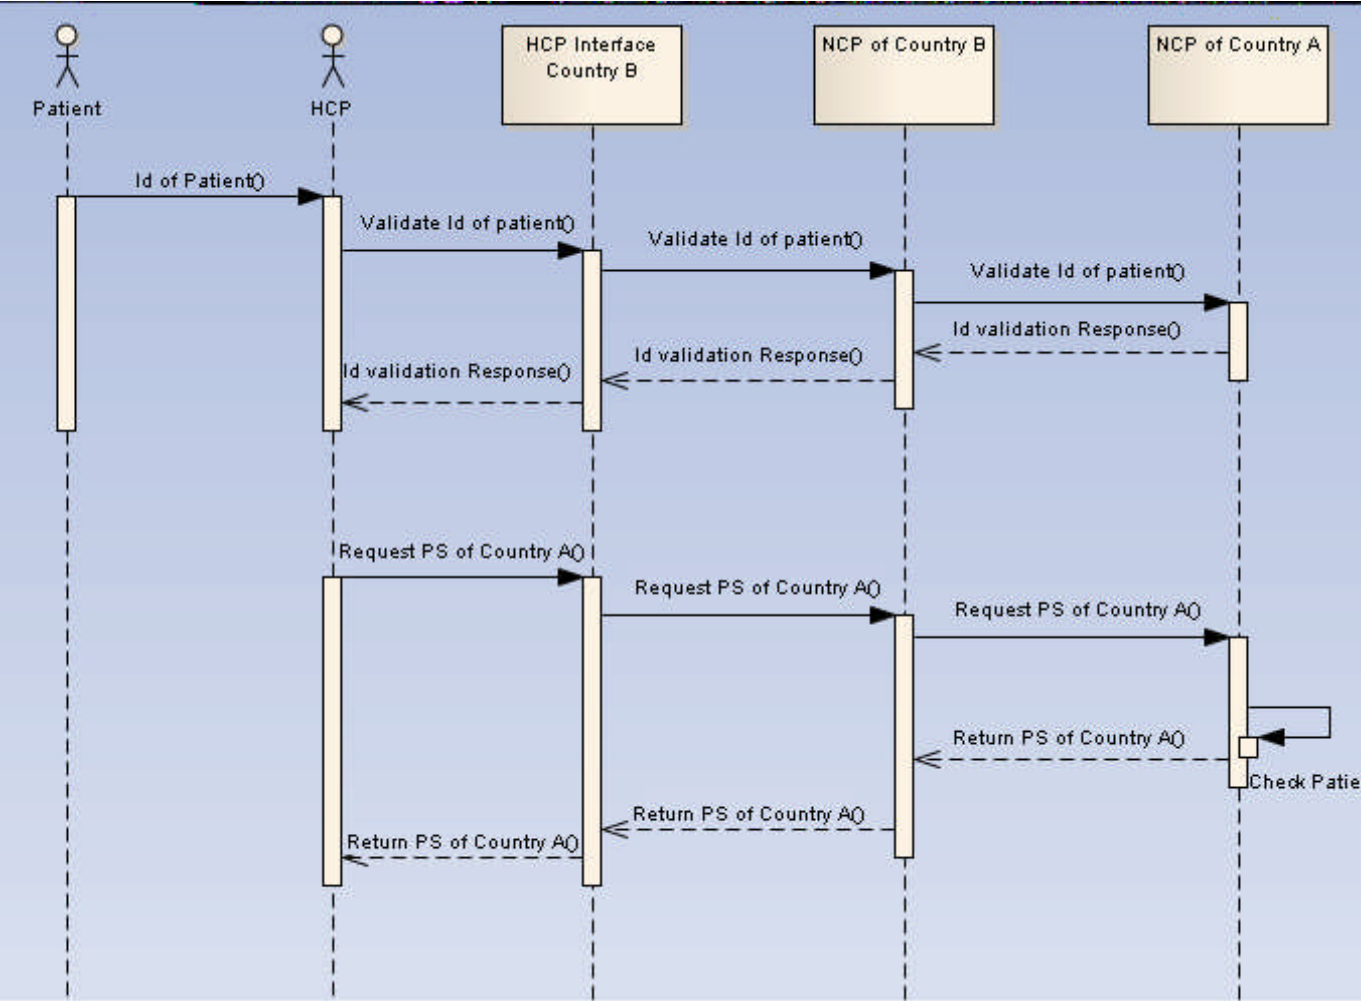 Patient
HCP
HCP Interface
Country B
NCP of Country B
NCP of Country A
Id of Patient()
Validate Id of patient()
Validate Id of patient()
Validate Id of patient()
Id validation Response()
Id validation Response()
Id validation Response()
Request PS of Country A()
Request PS of Country A()
Request PS of Country A()
Return PS of Country A()
Check Patie
Return PS of Country A()
Return PS of Country A()